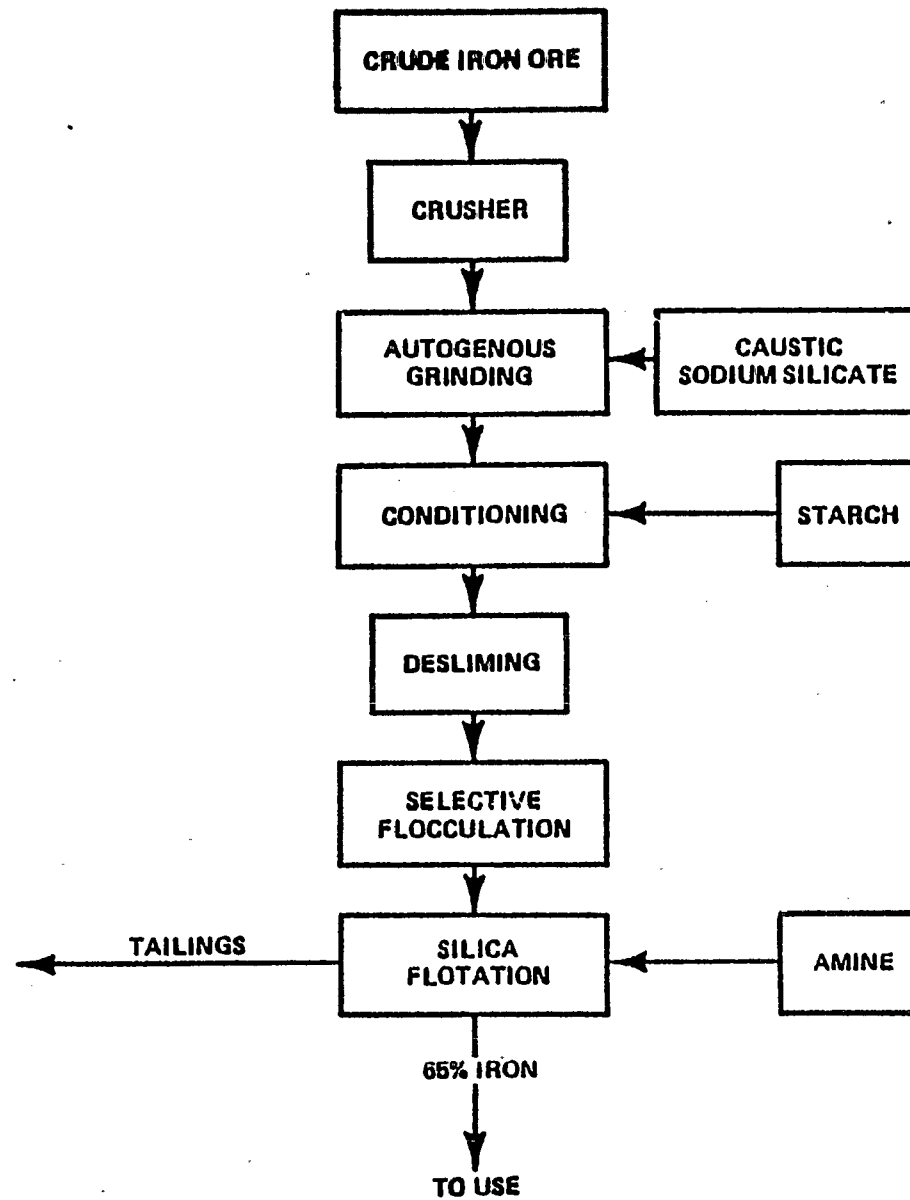 CRUDE IRON ORE
CRUSHER
AUTOGENOUS
GRINDING
CAUSTIC
SODIUM SILICATE
CONDITIONING
STARCH
DESLIMING
SELECTIVE
FLOCCULATION
TAILINGS
SILICA
FLOTATION
AMINE
65% IRON
TO USE